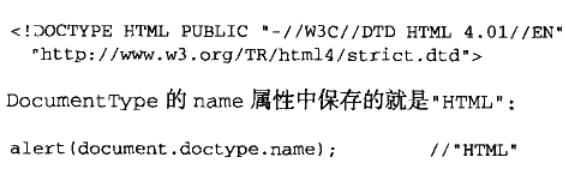 <!DOCTYPE HTML PUBLIC "-//W3C//DTD HTML 4.01//EN"
"http://www.w3.org/TR/html4/strict.dtd">
DocumentType 的 name 属性中保存的就是"HTML"：
alert(document.doctype.name); //"HTML"